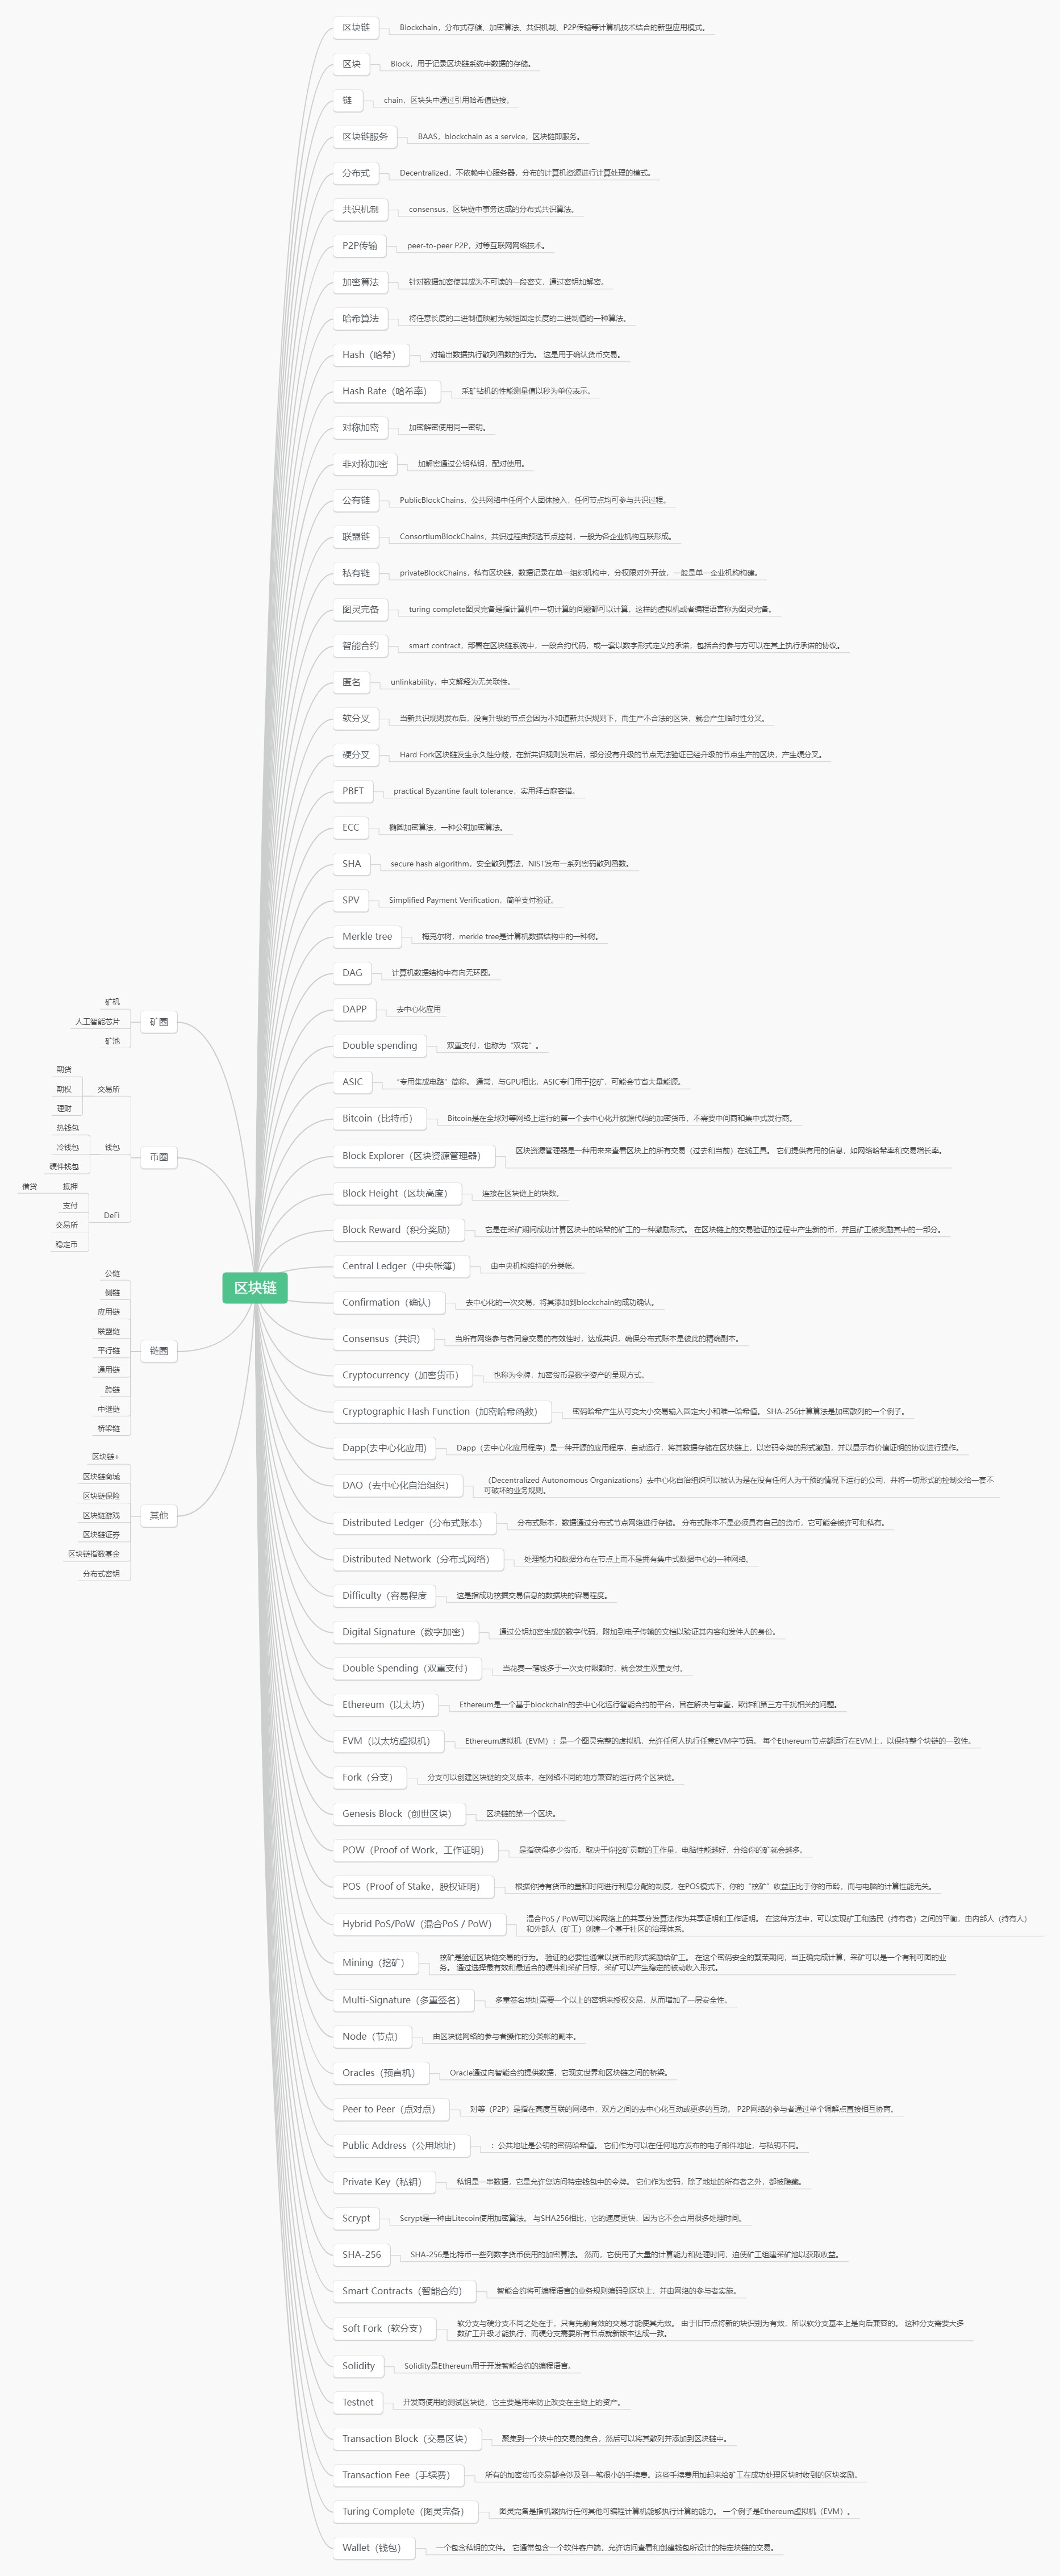 区块链
区块链
Blockchain，分布式存储、加密算法、共识机制、P2P传输等计算机技术结合的新型应用模式。
区块
Block，用于记录区块链系统中数据的存储。
链
chain，区块头中通过引用哈希值链接。
区块链服务
BAAS，blockchain as a service，区块链即服务。
分布式
Decentralized，不依赖中心服务器，分布的计算机资源进行计算处理的模式。
共识机制
consensus，区块链中事务达成的分布式共识算法。
P2P传输
peer-to-peer P2P，对等互联网网络技术。
加密算法
针对数据加密使其成为不可读的一段密文，通过密钥加解密。
哈希算法
将任意长度的二进制值映射为较短固定长度的二进制值的一种算法。
Hash（哈希）
对输出数据执行散列函数的行为。 这是用于确认货币交易。
Hash Rate（哈希率）
采矿钻机的性能测量值以秒为单位表示。
对称加密
加密解密使用同一密钥。
非对称加密
加解密通过公钥私钥，配对使用。
公有链
PublicBlockChains，公共网络中任何个人团体接入，任何节点均可参与共识过程。
联盟链
ConsortiumBlockChains，共识过程由预选节点控制，一般为各企业机构互联形成。
私有链
privateBlockChains，私有区块链，数据记录在单一组织机构中，分权限对外开放，一般是单一企业机构构建。
图灵完备
turing complete图灵完备是指计算机中一切计算的问题都可以计算，这样的虚拟机或者编程语言称为图灵完备。
智能合约
smart contract，部署在区块链系统中，一段合约代码，或一套以数字形式定义的承诺，包括合约参与方可以在其上执行承诺的协议。
匿名
unlinkability，中文解释为无关联性。
软分叉
当新共识规则发布后，没有升级的节点会因为不知道新共识规则下，而生产不合法的区块，就会产生临时性分叉。
硬分叉
Hard Fork区块链发生永久性分歧，在新共识规则发布后，部分没有升级的节点无法验证已经升级的节点生产的区块，产生硬分叉。
PBFT
practical Byzantine fault tolerance，实用拜占庭容错。
ECC
椭圆加密算法，一种公钥加密算法。
SHA
secure hash algorithm，安全散列算法，NIST发布一系列密码散列函数。
SPV
Simplified Payment Verification，简单支付验证。
Merkle tree
梅克尔树，merkle tree是计算机数据结构中的一种树。
DAG
计算机数据结构中有向无环图。
DAPP
去中心化应用
Double spending
双重支付，也称为“双花”。
ASIC
“专用集成电路”简称。 通常，与GPU相比，ASIC专门用于挖矿，可能会节省大量能源。
Bitcoin（比特币）
Bitcoin是在全球对等网络上运行的第一个去中心化开放源代码的加密货币，不需要中间商和集中式发行商。
Block Explorer（区块资源管理器）
区块资源管理器是一种用来来查看区块上的所有交易（过去和当前）在线工具。 它们提供有用的信息，如网络哈希率和交易增长率。
Block Height（区块高度）
连接在区块链上的块数。
Block Reward（积分奖励）
它是在采矿期间成功计算区块中的哈希的矿工的一种激励形式。 在区块链上的交易验证的过程中产生新的币，并且矿工被奖励其中的一部分。
Central Ledger（中央帐簿）
由中央机构维持的分类帐。
Confirmation（确认）
去中心化的一次交易，将其添加到blockchain的成功确认。
Consensus（共识）
当所有网络参与者同意交易的有效性时，达成共识，确保分布式账本是彼此的精确副本。
Cryptocurrency（加密货币）
也称为令牌，加密货币是数字资产的呈现方式。
Cryptographic Hash Function（加密哈希函数）
密码哈希产生从可变大小交易输入固定大小和唯一哈希值。 SHA-256计算算法是加密散列的一个例子。
Dapp(去中心化应用)
Dapp（去中心化应用程序）是一种开源的应用程序，自动运行，将其数据存储在区块链上，以密码令牌的形式激励，并以显示有价值证明的协议进行操作。
DAO（去中心化自治组织）
（Decentralized Autonomous Organizations）去中心化自治组织可以被认为是在没有任何人为干预的情况下运行的公司，并将一切形式的控制交给一套不
可破坏的业务规则。
Distributed Ledger（分布式账本）
分布式账本，数据通过分布式节点网络进行存储。 分布式账本不是必须具有自己的货币，它可能会被许可和私有。
Distributed Network（分布式网络）
处理能力和数据分布在节点上而不是拥有集中式数据中心的一种网络。
Difficulty（容易程度
这是指成功挖掘交易信息的数据块的容易程度。
Digital Signature（数字加密）
通过公钥加密生成的数字代码，附加到电子传输的文档以验证其内容和发件人的身份。
Double Spending（双重支付）
当花费一笔钱多于一次支付限额时，就会发生双重支付。
Ethereum（以太坊）
Ethereum是一个基于blockchain的去中心化运行智能合约的平台，旨在解决与审查，欺诈和第三方干扰相关的问题。
EVM（以太坊虚拟机）
Ethereum虚拟机（EVM）：是一个图灵完整的虚拟机，允许任何人执行任意EVM字节码。 每个Ethereum节点都运行在EVM上，以保持整个块链的一致性。
Fork（分支）
分支可以创建区块链的交叉版本，在网络不同的地方兼容的运行两个区块链。
Genesis Block（创世区块）
区块链的第一个区块。
POW（Proof of Work，工作证明）
是指获得多少货币，取决于你挖矿贡献的工作量，电脑性能越好，分给你的矿就会越多。
POS（Proof of Stake，股权证明）
根据你持有货币的量和时间进行利息分配的制度，在POS模式下，你的“挖矿”收益正比于你的币龄，而与电脑的计算性能无关。
Hybrid PoS/PoW（混合PoS / PoW）
混合PoS / PoW可以将网络上的共享分发算法作为共享证明和工作证明。 在这种方法中，可以实现矿工和选民（持有者）之间的平衡，由内部人（持有人）
和外部人（矿工）创建一个基于社区的治理体系。
Mining（挖矿）
挖矿是验证区块链交易的行为。 验证的必要性通常以货币的形式奖励给矿工。 在这个密码安全的繁荣期间，当正确完成计算，采矿可以是一个有利可图的业
务。 通过选择最有效和最适合的硬件和采矿目标，采矿可以产生稳定的被动收入形式。
Multi-Signature（多重签名）
多重签名地址需要一个以上的密钥来授权交易，从而增加了一层安全性。
Node（节点）
由区块链网络的参与者操作的分类帐的副本。
Oracles（预言机）
Oracle通过向智能合约提供数据，它现实世界和区块链之间的桥梁。
Peer to Peer（点对点）
对等（P2P）是指在高度互联的网络中，双方之间的去中心化互动或更多的互动。 P2P网络的参与者通过单个调解点直接相互协商。
Public Address（公用地址）
：公共地址是公钥的密码哈希值。 它们作为可以在任何地方发布的电子邮件地址，与私钥不同。
Private Key（私钥）
私钥是一串数据，它是允许您访问特定钱包中的令牌。 它们作为密码，除了地址的所有者之外，都被隐藏。
Scrypt
Scrypt是一种由Litecoin使用加密算法。 与SHA256相比，它的速度更快，因为它不会占用很多处理时间。
SHA-256
SHA-256是比特币一些列数字货币使用的加密算法。 然而，它使用了大量的计算能力和处理时间，迫使矿工组建采矿池以获取收益。
Smart Contracts（智能合约）
智能合约将可编程语言的业务规则编码到区块上，并由网络的参与者实施。
Soft Fork（软分支）
软分支与硬分支不同之处在于，只有先前有效的交易才能使其无效。 由于旧节点将新的块识别为有效，所以软分支基本上是向后兼容的。 这种分支需要大多
数矿工升级才能执行，而硬分支需要所有节点就新版本达成一致。
Solidity
Solidity是Ethereum用于开发智能合约的编程语言。
Testnet
开发商使用的测试区块链，它主要是用来防止改变在主链上的资产。
Transaction Block（交易区块）
聚集到一个块中的交易的集合，然后可以将其散列并添加到区块链中。
Transaction Fee（手续费）
所有的加密货币交易都会涉及到一笔很小的手续费。这些手续费用加起来给矿工在成功处理区块时收到的区块奖励。
Turing Complete（图灵完备）
图灵完备是指机器执行任何其他可编程计算机能够执行计算的能力。 一个例子是Ethereum虚拟机（EVM）。
Wallet（钱包）
一个包含私钥的文件。 它通常包含一个软件客户端，允许访问查看和创建钱包所设计的特定块链的交易。
矿圈
矿机
人工智能芯片
矿池
币圈
交易所
期货
期权
理财
钱包
热钱包
冷钱包
硬件钱包
DeFi
抵押
借贷
支付
交易所
稳定币
链圈
公链
侧链
应用链
联盟链
平行链
通用链
跨链
中继链
桥梁链
其他
区块链+
区块链商城
区块链保险
区块链游戏
区块链证券
区块链指数基金
分布式密钥